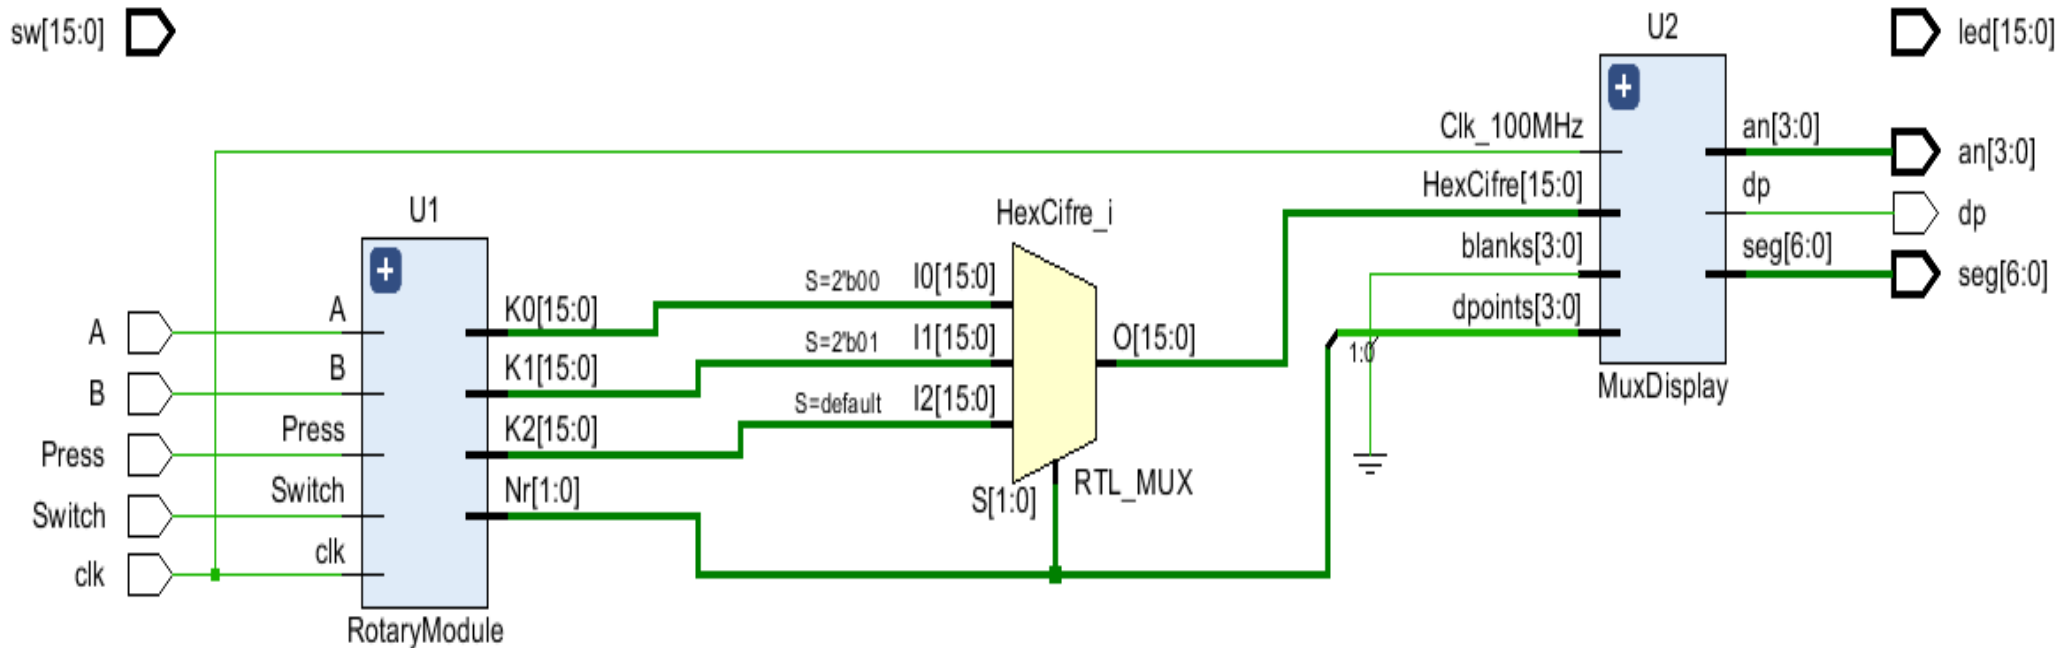 sw[15:0]
U2
led[15:0]
Clk_100MHz
an[3:0]
an[3:0]
HexCifre[15:0]
dp
dp
blanks[3:0]
seg[6:0]
seg[6:0]
dpoints[3:0]
1:0
MuxDisplay
U1
HexCifre_i
A
A
K0[15:0]
S=2'b00
I0[15:0]
B
B
K1[15:0]
S=2'b01
I1[15:0]
O[15:0]
Press
Press
K2[15:0]
S=default
I2[15:0]
Switch
Switch
Nr[1:0]
S[1:0]
RTL_MUX
clk
clk
RotaryModule